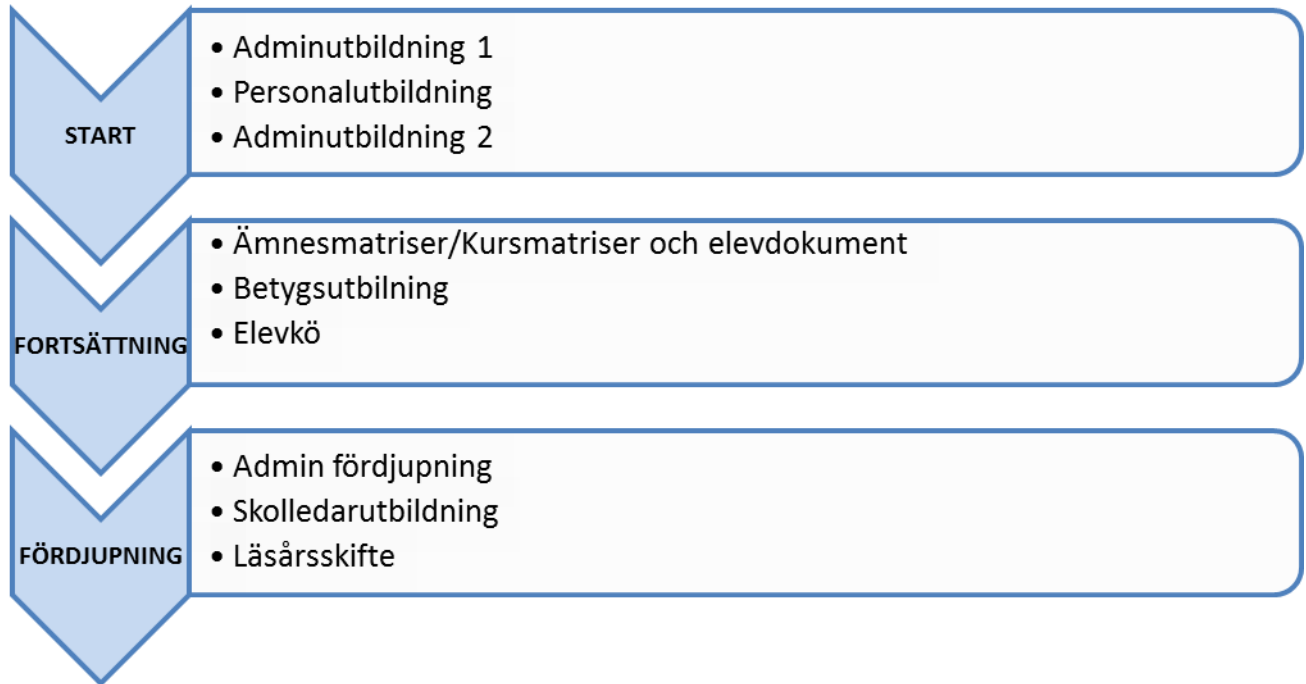 START
• Adminutbildning 1
• Personalutbildning
• Adminutbildning 2
FORTSÄTTNING
• Ämnesmatriser/Kursmatriser och elevdokument
• Betygsutbilning
• Elevkö
FÖRDJUPNING
• Admin fördjupning
• Skolledarutbildning
• Läsårsskifte